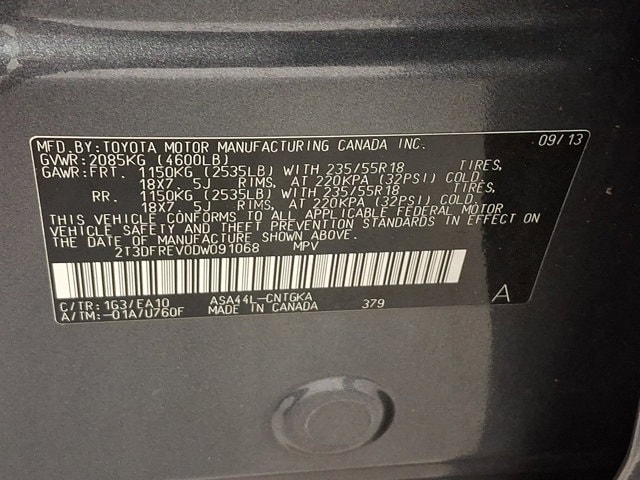 MFD.BY:TOYOTA MOTOR MANUFACTURING CANADA INC. 09/13
GVWR:2085KG (4600LB)
GAWR:FRT. 1150KG (2535LB) WITH 235/55R18 TIRES,
18X7. 5J RIMS, AT 220KPA (32PSI) COLD.
RR. 1150KG (2535LB) WITH 235/55R18 TIRES,
18X7. 5J RIMS, AT 220KPA (32PSI) COLD.
THIS VEHICLE CONFORMS TO ALL APPLICABLE FEDERAL MOTOR
VEHICLE SAFETY AND THEFT PREVENTION STANDARDS IN EFFECT ON
THE DATE OF MANUFACTURE SHOWN ABOVE.
2T3DFREV0DW091068 MPV
C/TR:1G3/EA10 ASA44L-CNTGKA 379 A
A/TM:-01A/U760F MADE IN CANADA